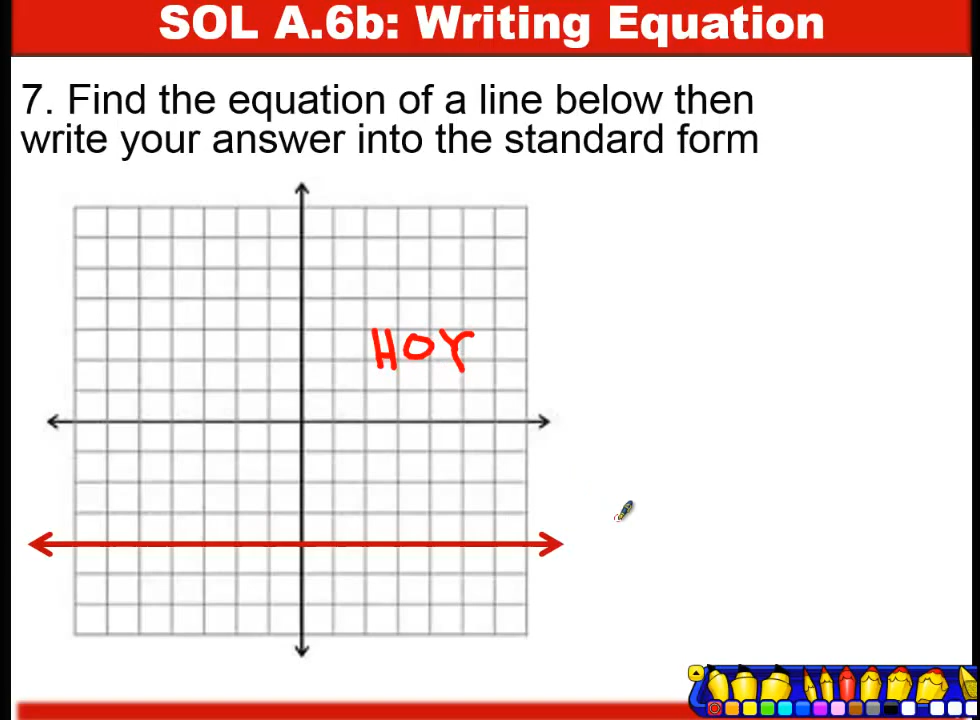 SOL A.6b: Writing Equation
7. Find the equation of a line below then
write your answer into the standard form
HOY